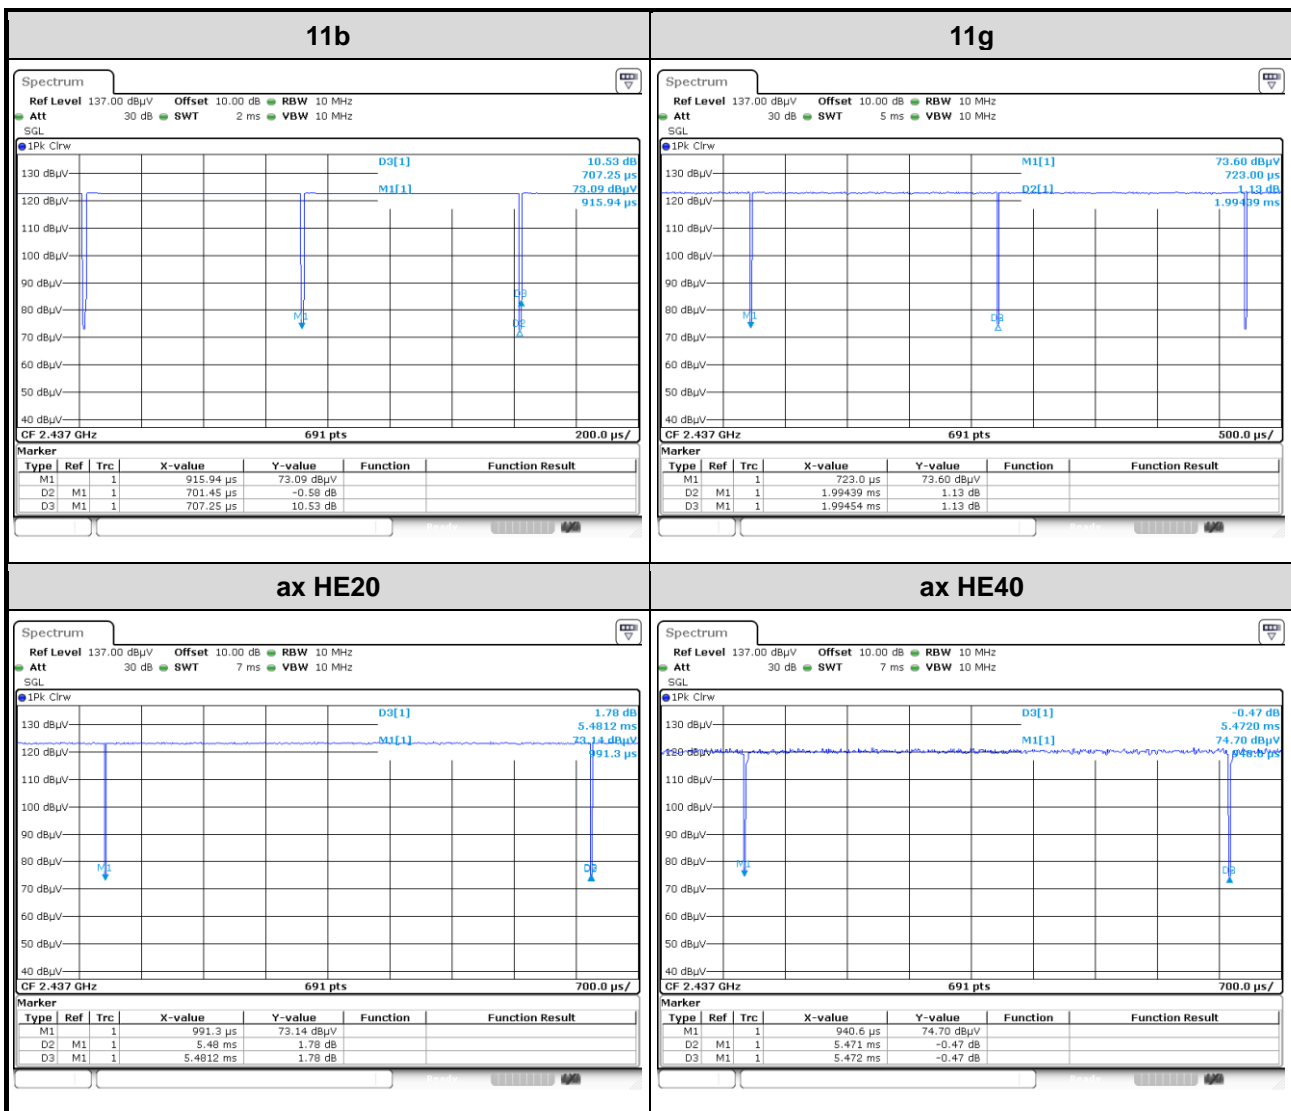 11b
Spectrum
Ref Level 137.00 dBµV Offset 10.00 dB RBW 10 MHz
Att 30 dB SWT 2 ms VBW 10 MHz
SGL
1Pk Clrw
D3[1] 10.53 dB
707.25 µs
M1[1] 73.09 dBµV
915.94 µs
130 dBµV
120 dBµV
110 dBµV
100 dBµV
90 dBµV
80 dBµV
70 dBµV
60 dBµV
50 dBµV
40 dBµV
M1
D3
D2
CF 2.437 GHz 691 pts 200.0 µs/
Marker
Type Ref Trc X-value Y-value Function Function Result
M1 1 915.94 µs 73.09 dBµV
D2 M1 1 701.45 µs -0.58 dB
D3 M1 1 707.25 µs 10.53 dB
11g
Spectrum
Ref Level 137.00 dBµV Offset 10.00 dB RBW 10 MHz
Att 30 dB SWT 5 ms VBW 10 MHz
SGL
1Pk Clrw
M1[1] 73.60 dBµV
723.00 µs
D2[1] 1.13 dB
1.99439 ms
130 dBµV
120 dBµV
110 dBµV
100 dBµV
90 dBµV
80 dBµV
70 dBµV
60 dBµV
50 dBµV
40 dBµV
M1
D3
CF 2.437 GHz 691 pts 500.0 µs/
Marker
Type Ref Trc X-value Y-value Function Function Result
M1 1 723.0 µs 73.60 dBµV
D2 M1 1 1.99439 ms 1.13 dB
D3 M1 1 1.99454 ms 1.13 dB
ax HE20
Spectrum
Ref Level 137.00 dBµV Offset 10.00 dB RBW 10 MHz
Att 30 dB SWT 7 ms VBW 10 MHz
SGL
1Pk Clrw
D3[1] 1.78 dB
5.4812 ms
M1[1] 73.14 dBµV
991.3 µs
130 dBµV
120 dBµV
110 dBµV
100 dBµV
90 dBµV
80 dBµV
70 dBµV
60 dBµV
50 dBµV
40 dBµV
M1
CF 2.437 GHz 691 pts 700.0 µs/
Marker
Type Ref Trc X-value Y-value Function Function Result
M1 1 991.3 µs 73.14 dBµV
D2 M1 1 5.48 ms 1.78 dB
D3 M1 1 5.4812 ms 1.78 dB
ax HE40
Spectrum
Ref Level 137.00 dBµV Offset 10.00 dB RBW 10 MHz
Att 30 dB SWT 7 ms VBW 10 MHz
SGL
1Pk Clrw
D3[1] -0.47 dB
5.4720 ms
M1[1] 74.70 dBµV
130 dBµV
120 dBµV
110 dBµV
100 dBµV
90 dBµV
80 dBµV
70 dBµV
60 dBµV
50 dBµV
40 dBµV
M1
D3
CF 2.437 GHz 691 pts 700.0 µs/
Marker
Type Ref Trc X-value Y-value Function Function Result
M1 1 940.6 µs 74.70 dBµV
D2 M1 1 5.471 ms -0.47 dB
D3 M1 1 5.472 ms -0.47 dB